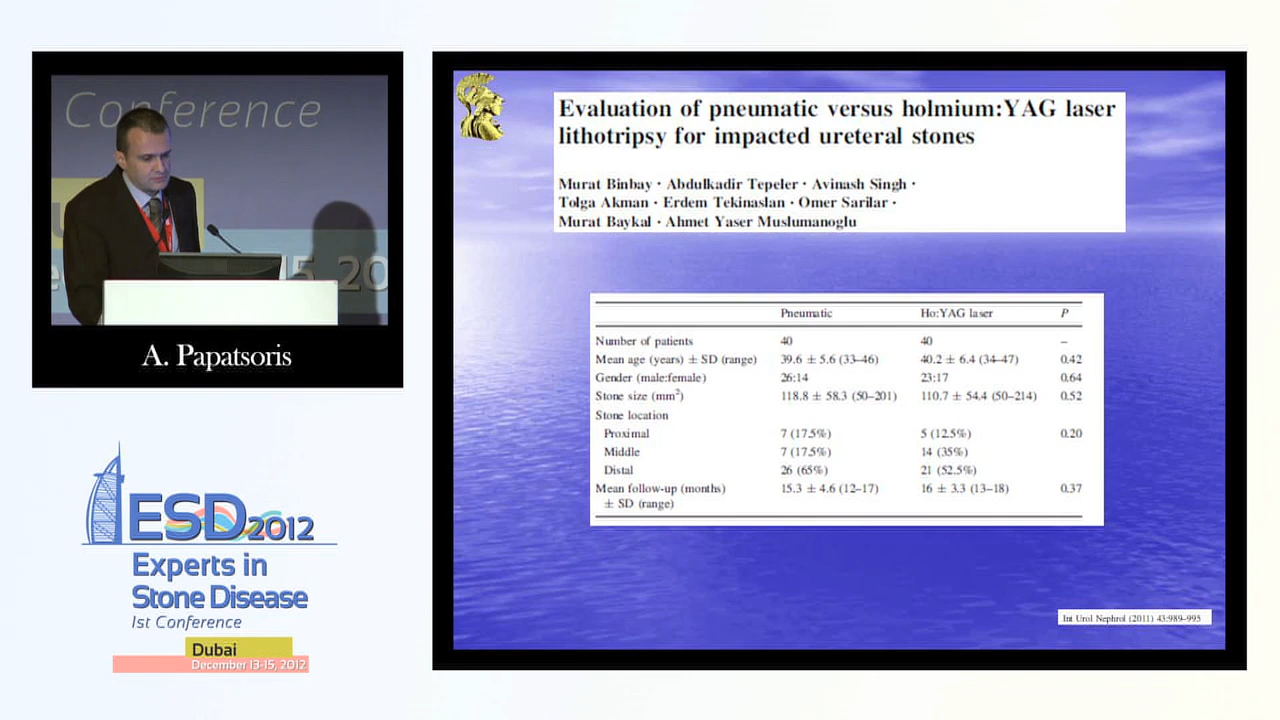 Conference
15, 20
A. Papatsoris
ESD2012
Experts in
Stone Disease
1st Conference
Dubai
December 13-15, 2012
Evaluation of pneumatic versus holmium:YAG laser
lithotripsy for impacted ureteral stones
Murat Binbay · Abdulkadir Tepeler · Avinash Singh ·
Tolga Akman · Erdem Tekinaslan · Omer Sarilar ·
Murat Baykal · Ahmet Yaser Muslumanoglu
Pneumatic Ho:YAG laser P
Number of patients 40 40 –
Mean age (years) ± SD (range) 39.6 ± 5.6 (33–46) 40.2 ± 6.4 (34–47) 0.42
Gender (male:female) 26:14 23:17 0.64
Stone size (mm²) 118.8 ± 58.3 (50–201) 110.7 ± 54.4 (50–214) 0.52
Stone location
Proximal 7 (17.5%) 5 (12.5%) 0.20
Middle 7 (17.5%) 14 (35%)
Distal 26 (65%) 21 (52.5%)
Mean follow-up (months) 15.3 ± 4.6 (12–17) 16 ± 3.3 (13–18) 0.37
± SD (range)
Int Urol Nephrol (2011) 43:989–995